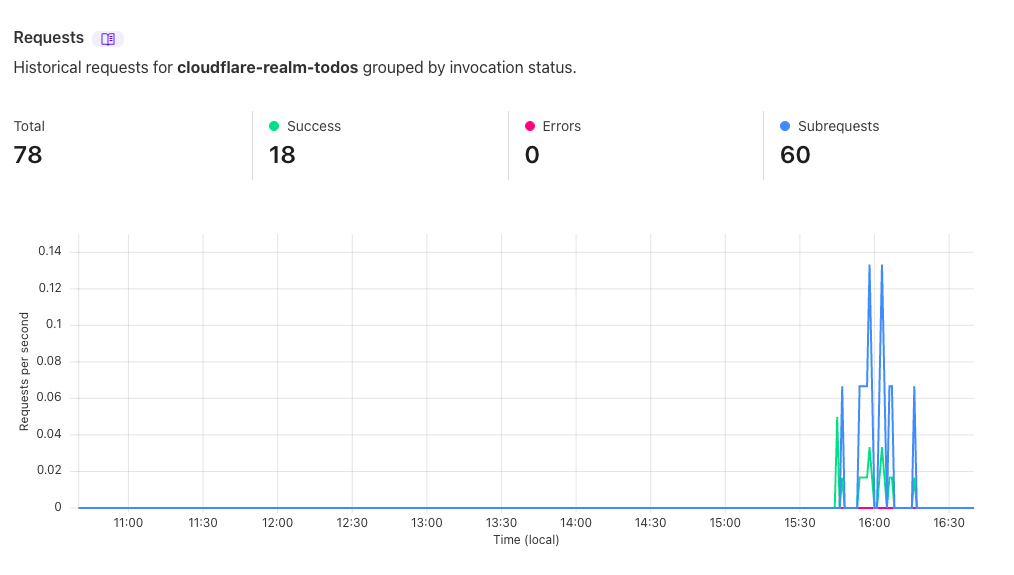 Requests
Historical requests for cloudflare-realm-todos grouped by invocation status.
Total
78
Success
18
Errors
0
Subrequests
60
Requests per second
0.14
0.12
0.1
0.08
0.06
0.04
0.02
0
11:00 11:30 12:00 12:30 13:00 13:30 14:00 14:30 15:00 15:30 16:00 16:30
Time (local)